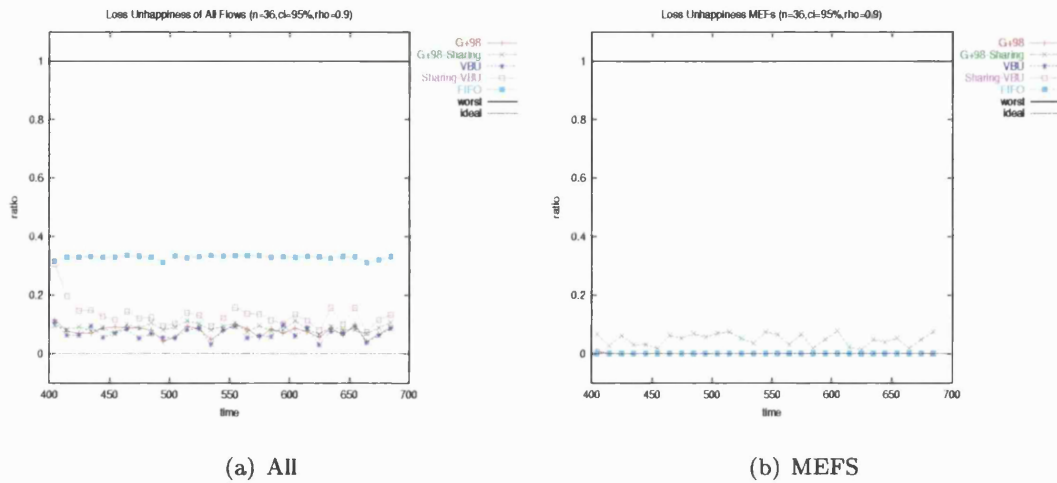 Loss Unhappiness of All Flows (n=36,ci=95%,rho=0.9)
G+98
G+98 Sharing
VBU
Sharing VBU
FIFO
worst
ideal
1
0.8
0.6
0.4
0.2
0
ratio
400
450
500
550
600
650
700
time
(a) All
Loss Unhappiness MEFs (n=36,ci=95%,rho=0.9)
G+98
G+98 Sharing
VBU
Sharing VBU
FIFO
worst
ideal
1
0.8
0.6
0.4
0.2
0
ratio
400
450
500
550
600
650
700
time
(b) MEFS